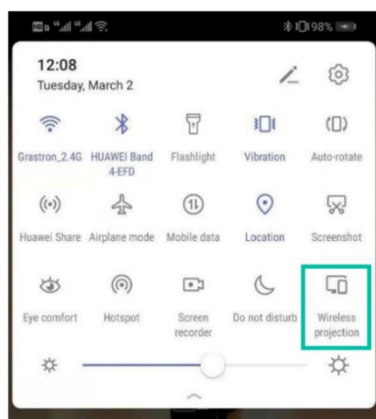 98%
12:08
Tuesday, March 2
Grastron_2.4G HUAWEI Band Flashlight Vibration Auto-rotate
4-EFD
Huawei Share Airplane mode Mobile data Location Screenshot
Eye comfort Hotspot Screen Do not disturb Wireless
recorder projection